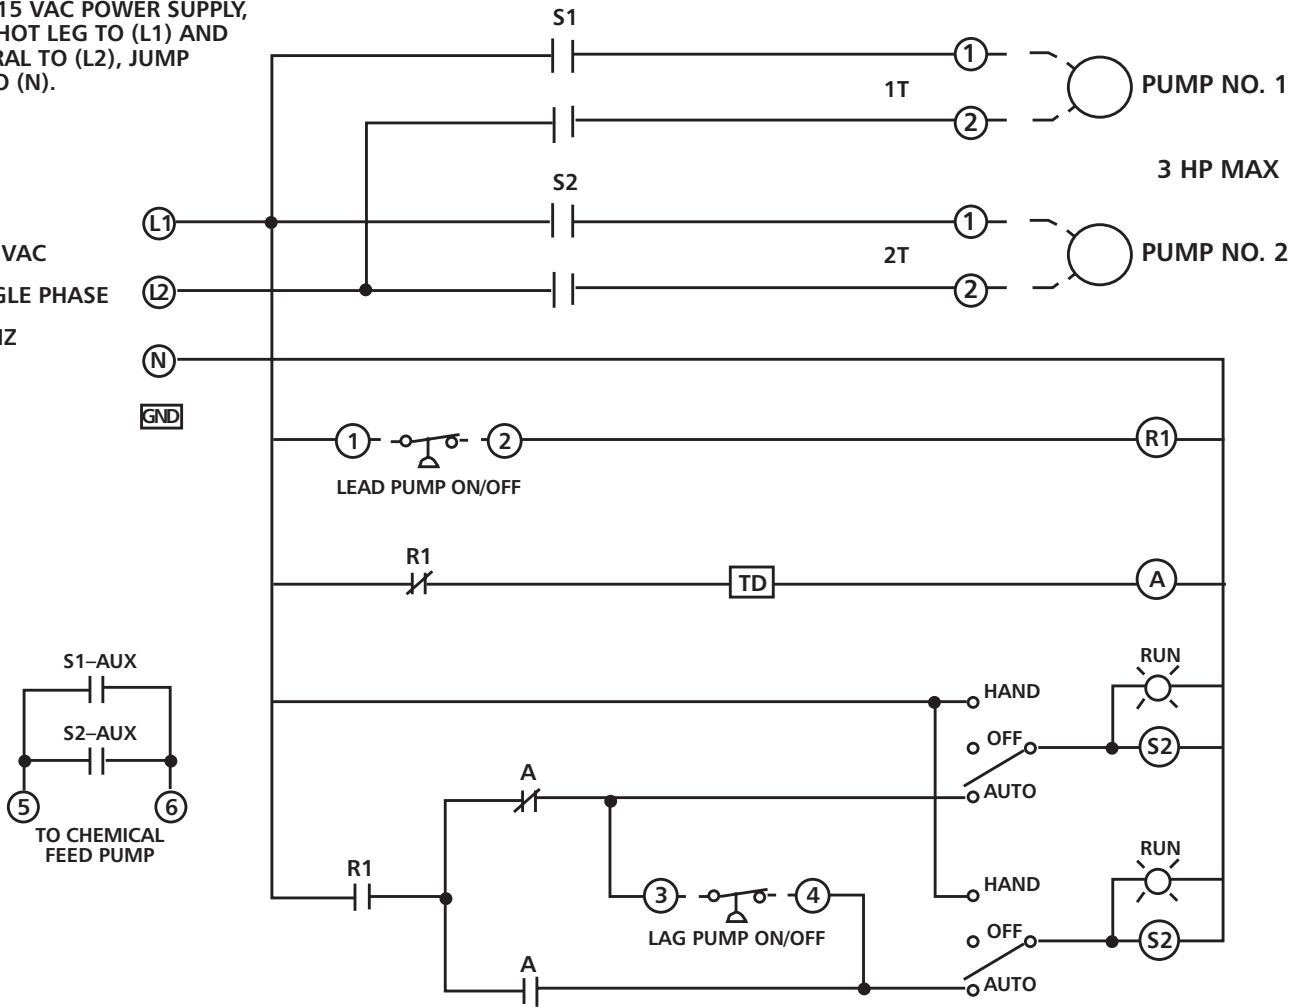 15 VAC POWER SUPPLY,
HOT LEG TO (L1) AND
RAL TO (L2), JUMP
O (N).
S1
1
1T
PUMP NO. 1
2
3 HP MAX
S2
L1
1
VAC
2T
PUMP NO. 2
L2
GLE PHASE
2
HZ
N
GND
1
2
R1
LEAD PUMP ON/OFF
R1
TD
A
S1–AUX
RUN
HAND
S2–AUX
OFF
S2
A
AUTO
5
6
TO CHEMICAL
FEED PUMP
R1
RUN
3
4
HAND
LAG PUMP ON/OFF
OFF
S2
A
AUTO